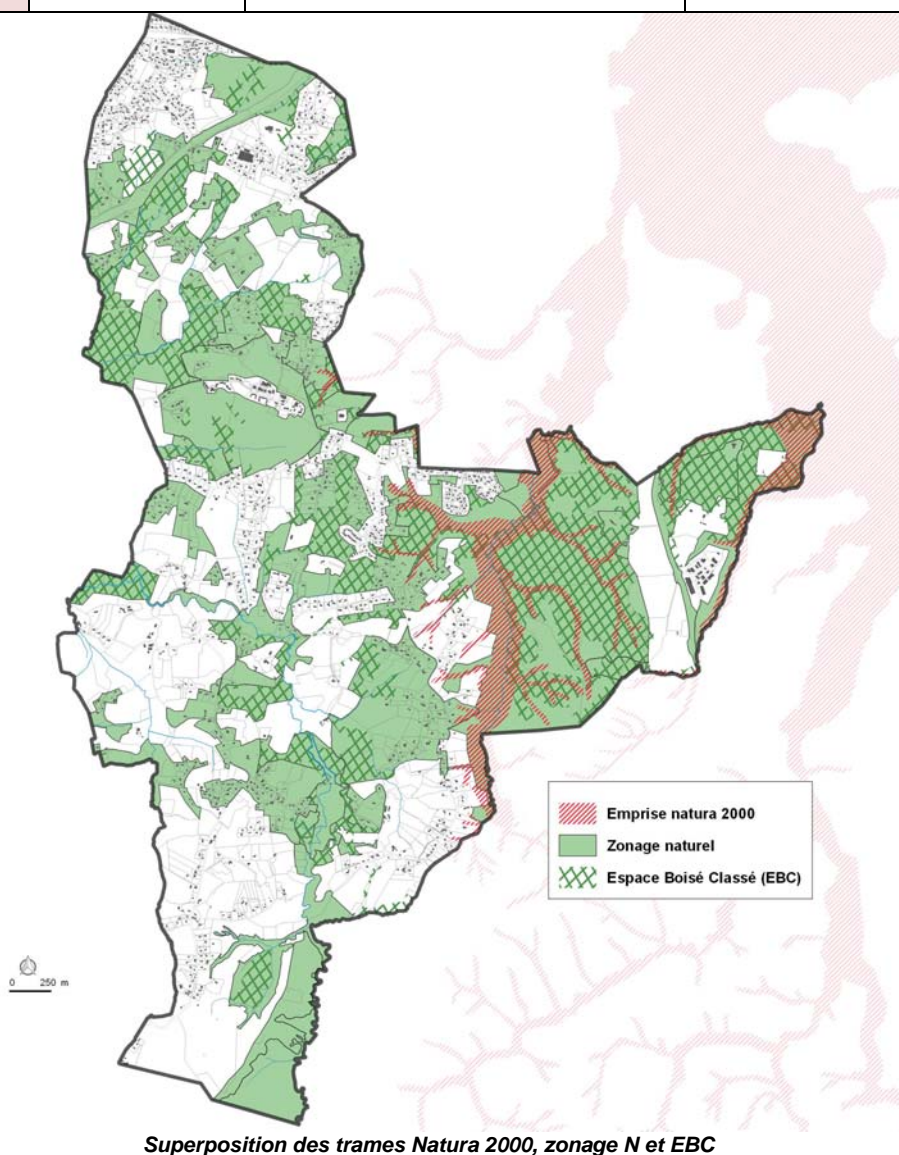 Emprise natura 2000
Zonage naturel
Espace Boisé Classé (EBC)
0 250 m
Superposition des trames Natura 2000, zonage N et EBC